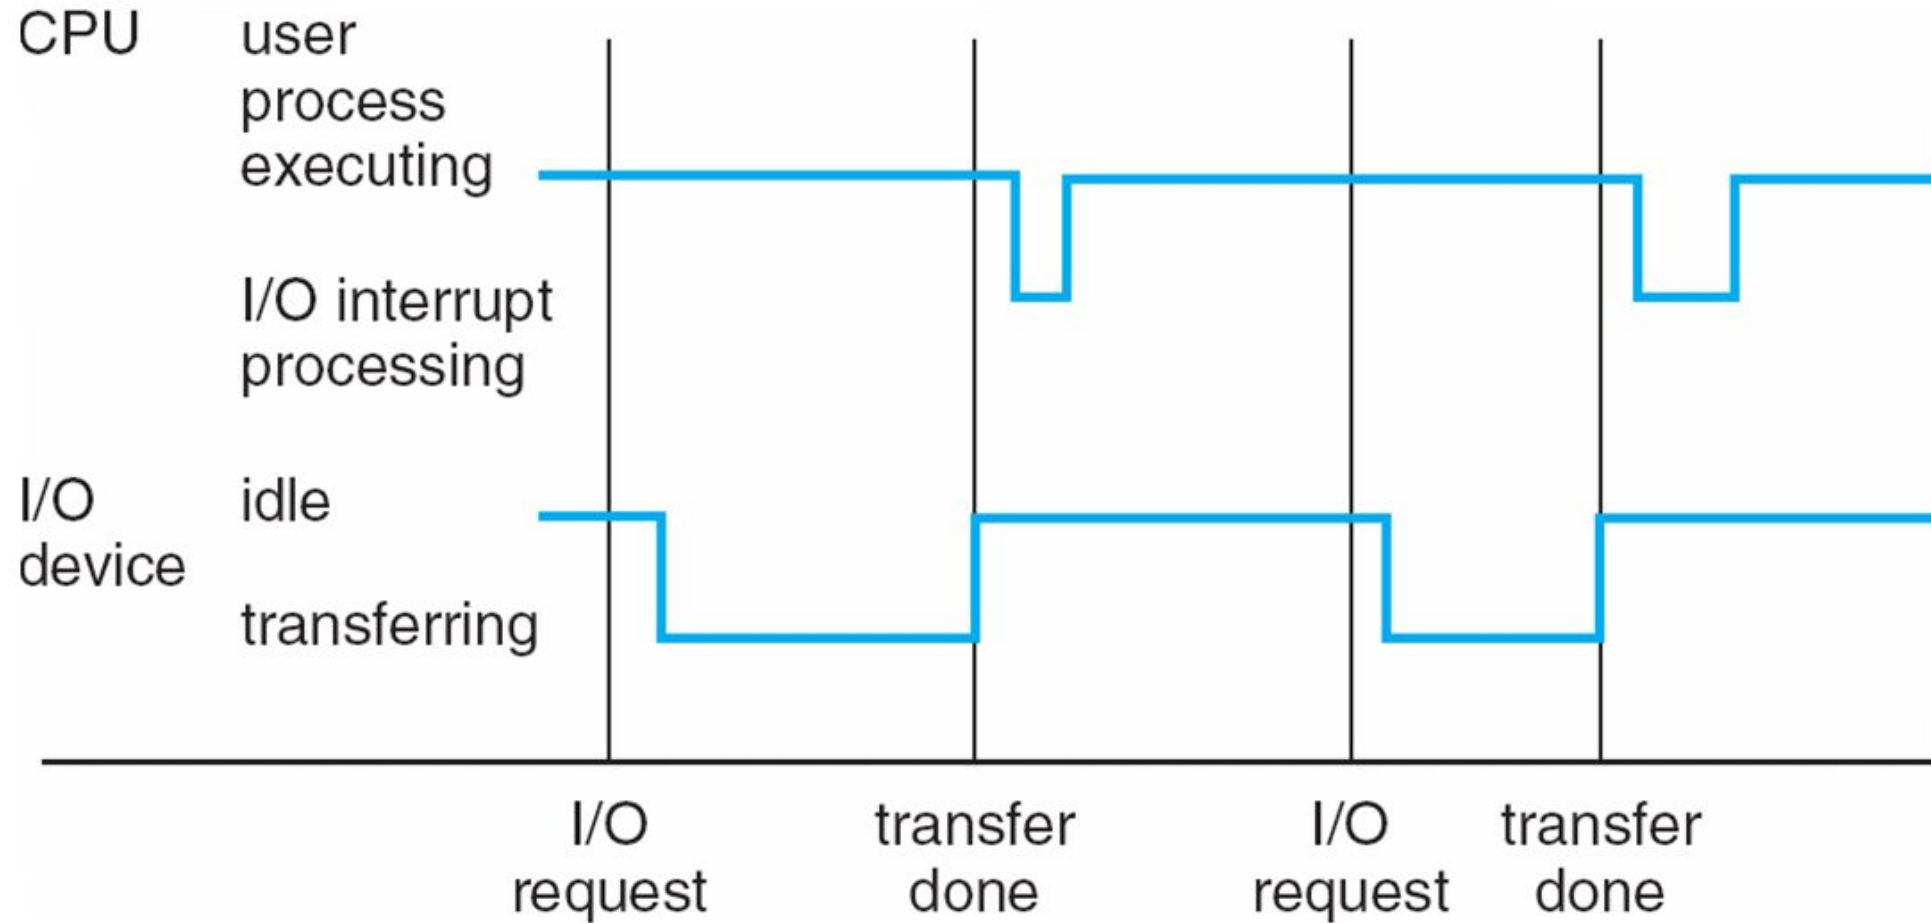 CPU user
process
executing
I/O interrupt
processing
I/O idle
device
transferring
I/O transfer I/O transfer
request done request done